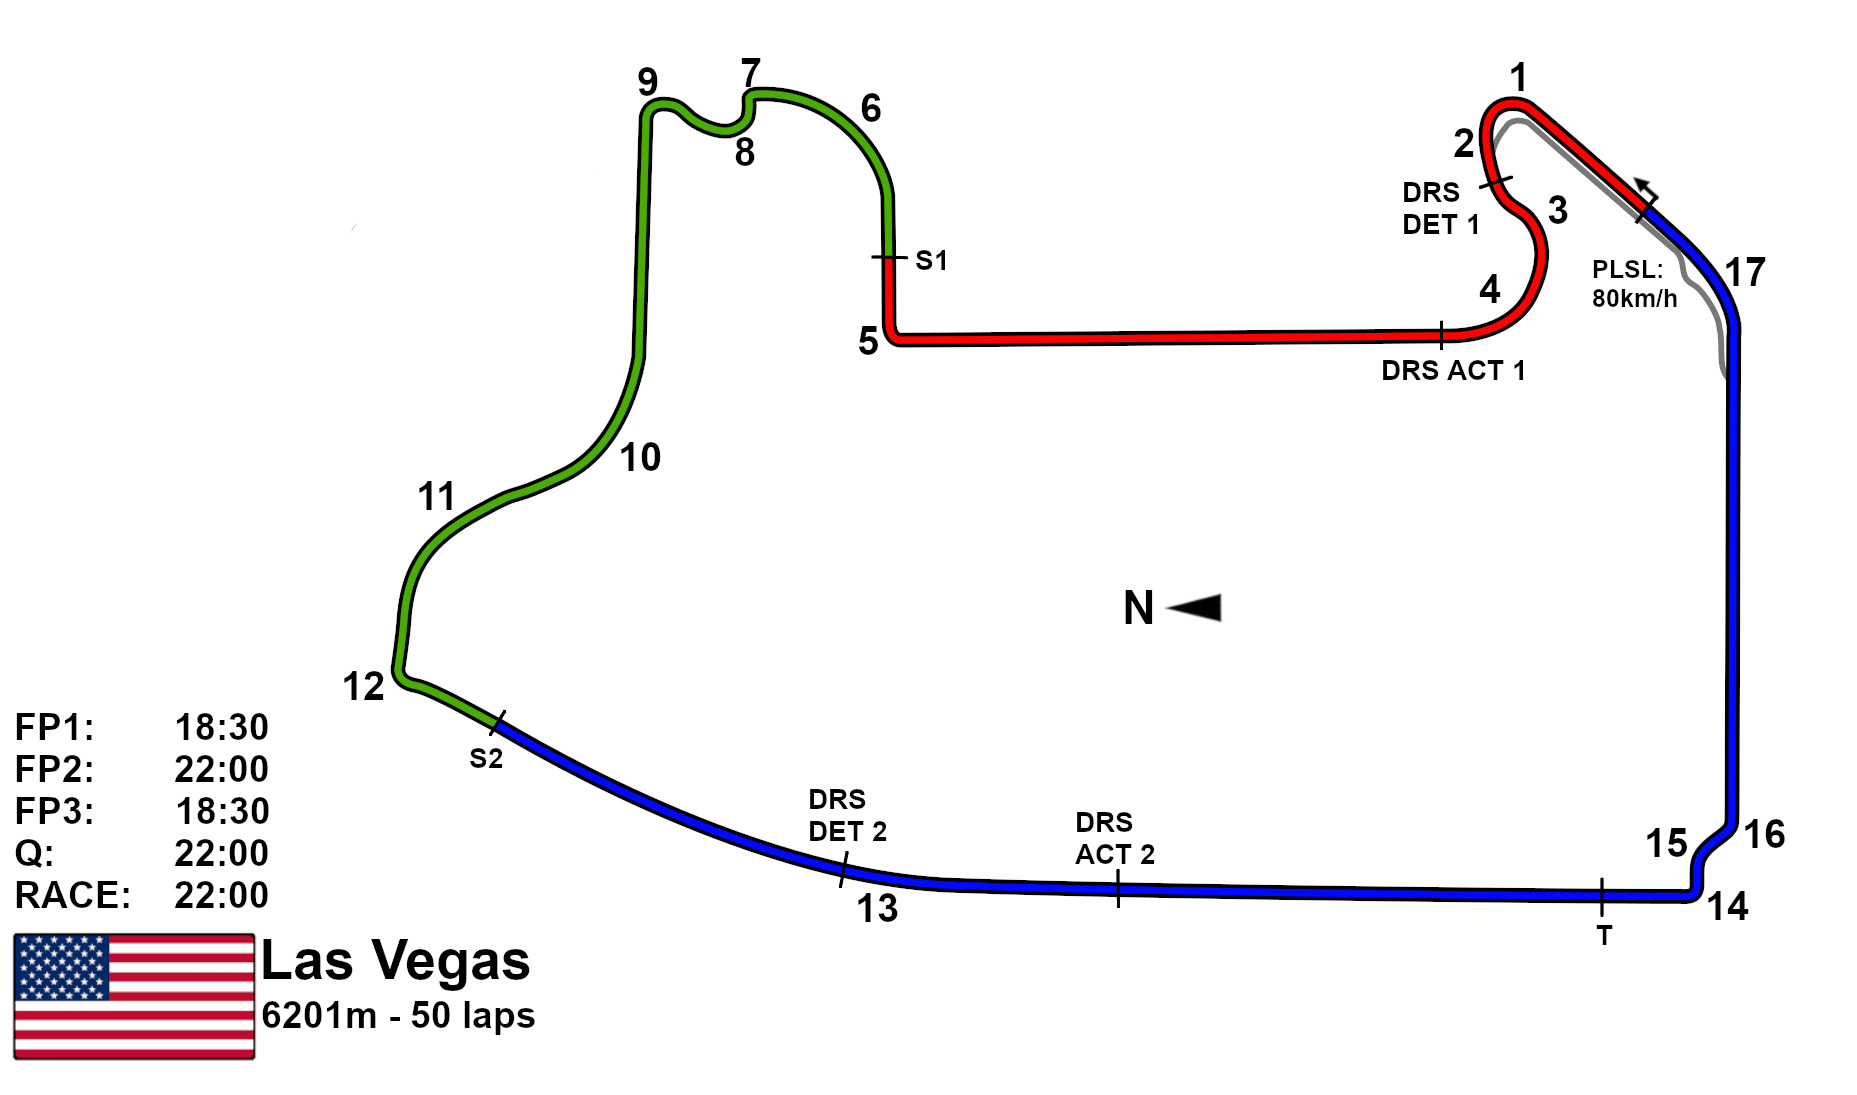 1
2
3
4
5
6
7
8
9
10
11
12
13
14
15
16
17
DRS
DET 1
DRS ACT 1
S1
PLSL:
80km/h
N
S2
DRS
DET 2
DRS
ACT 2
T
FP1: 18:30
FP2: 22:00
FP3: 18:30
Q: 22:00
RACE: 22:00
Las Vegas
6201m - 50 laps